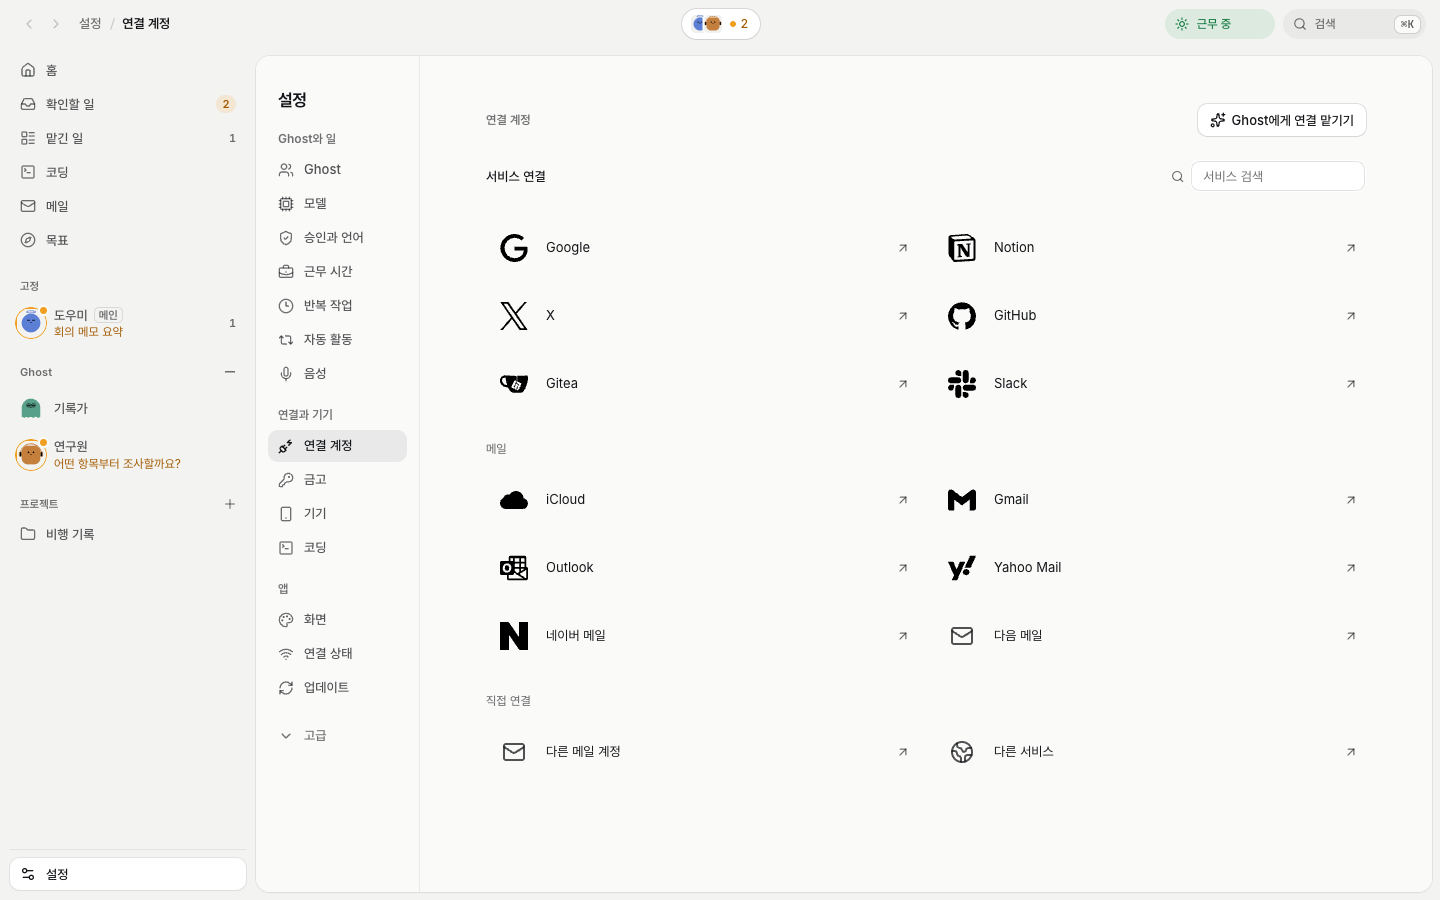 설정 / 연결 계정
2
근무 중
검색
⌘K
홈
확인할 일
2
맡긴 일
1
코딩
메일
목표
고정
도우미 메인
회의 메모 요약
1
Ghost
기록가
연구원
어떤 항목부터 조사할까요?
프로젝트
비행 기록
설정
설정
Ghost와 일
Ghost
모델
승인과 언어
근무 시간
반복 작업
자동 활동
음성
연결과 기기
연결 계정
금고
기기
코딩
앱
화면
연결 상태
업데이트
고급
연결 계정
Ghost에게 연결 맡기기
서비스 연결
서비스 검색
Google
Notion
X
GitHub
Gitea
Slack
메일
iCloud
Gmail
Outlook
Yahoo Mail
네이버 메일
다음 메일
직접 연결
다른 메일 계정
다른 서비스